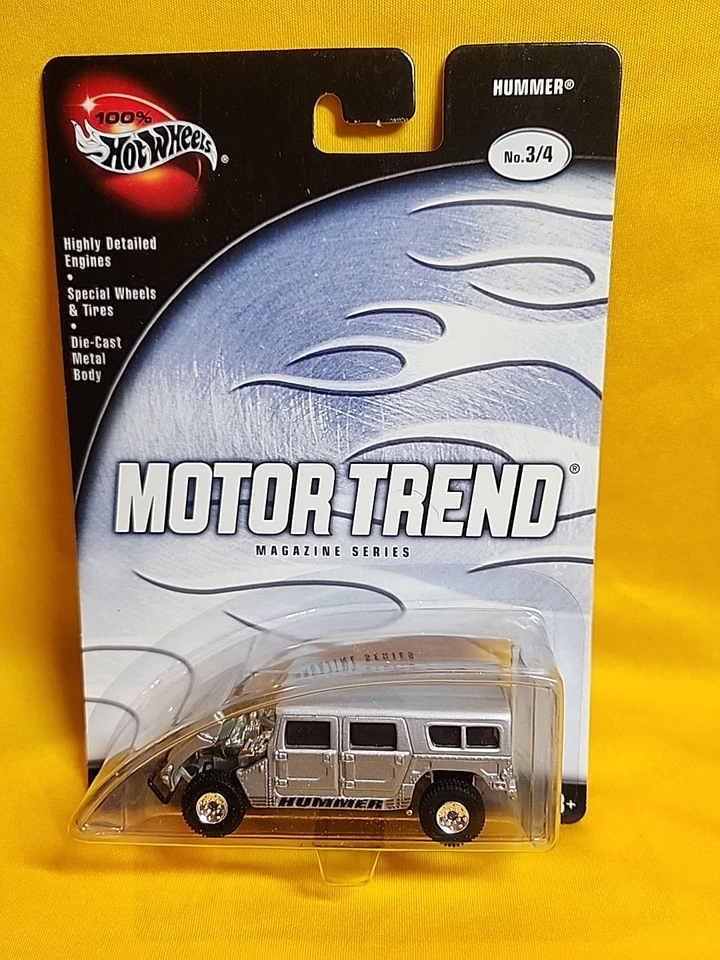 100%
Hot Wheels®
HUMMER®
No.3/4
Highly Detailed
Engines
•
Special Wheels
& Tires
•
Die-Cast
Metal
Body
MOTOR TREND®
MAGAZINE SERIES
HUMMER